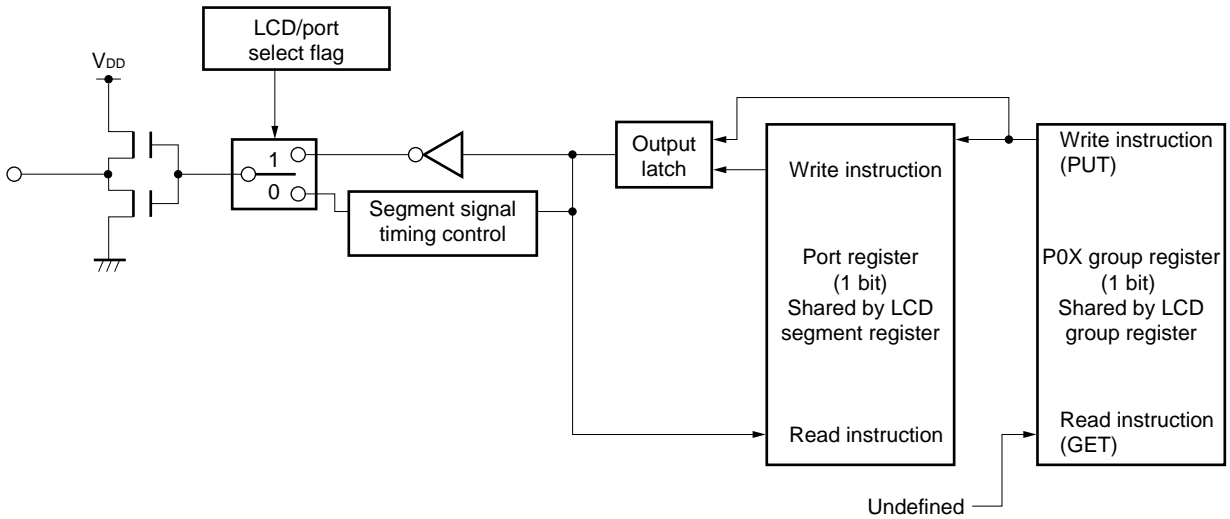 LCD/port
select flag
VDD
1
0
Segment signal
timing control
Output
latch
Write instruction
Port register
(1 bit)
Shared by LCD
segment register
Read instruction
Write instruction
(PUT)
P0X group register
(1 bit)
Shared by LCD
group register
Read instruction
(GET)
Undefined